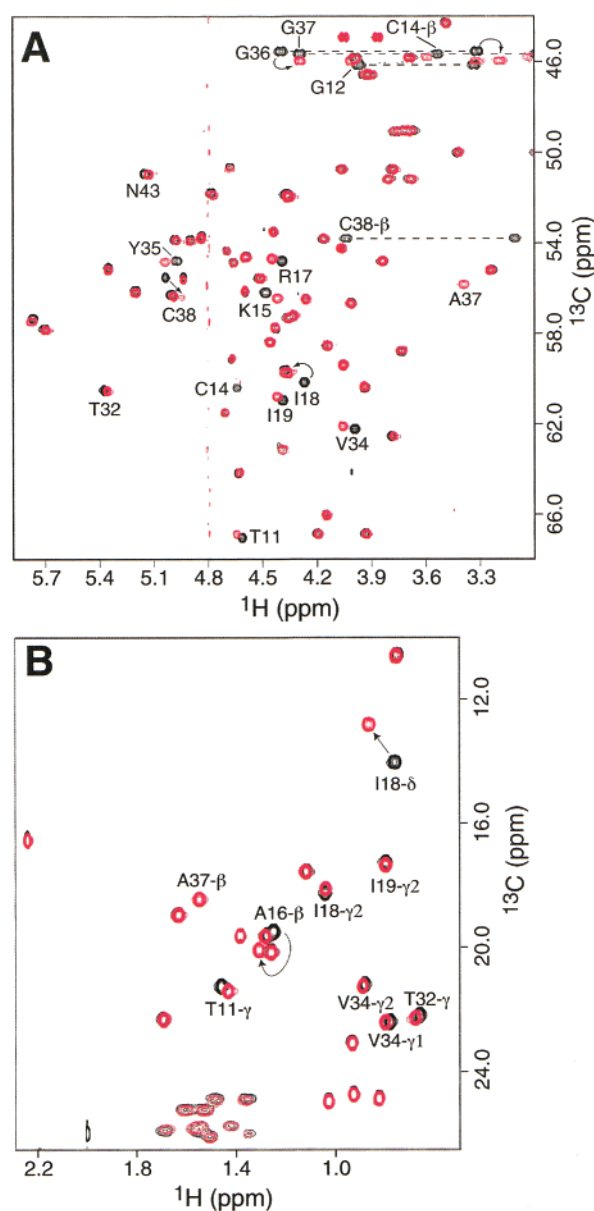 A
G37
C14-β
G36
G12
46.0
50.0
N43
C38-β
54.0
Y35
R17
A37
K15
C38
13C (ppm)
58.0
C14
I18
T32
I19
V34
62.0
T11
66.0
5.7 5.4 5.1 4.8 4.5 4.2 3.9 3.6 3.3
1H (ppm)
B
12.0
I18-δ
16.0
I19-γ2
A37-β
I18-γ2
A16-β
13C (ppm)
20.0
T11-γ
V34-γ2
T32-γ
V34-γ1
24.0
2.2 1.8 1.4 1.0
1H (ppm)